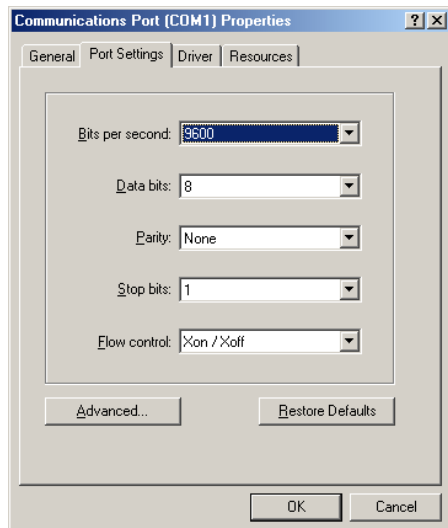 Communications Port (COM1) Properties
General Port Settings Driver Resources
Bits per second: 9600
Data bits: 8
Parity: None
Stop bits: 1
Flow control: Xon / Xoff
Advanced... Restore Defaults
OK Cancel